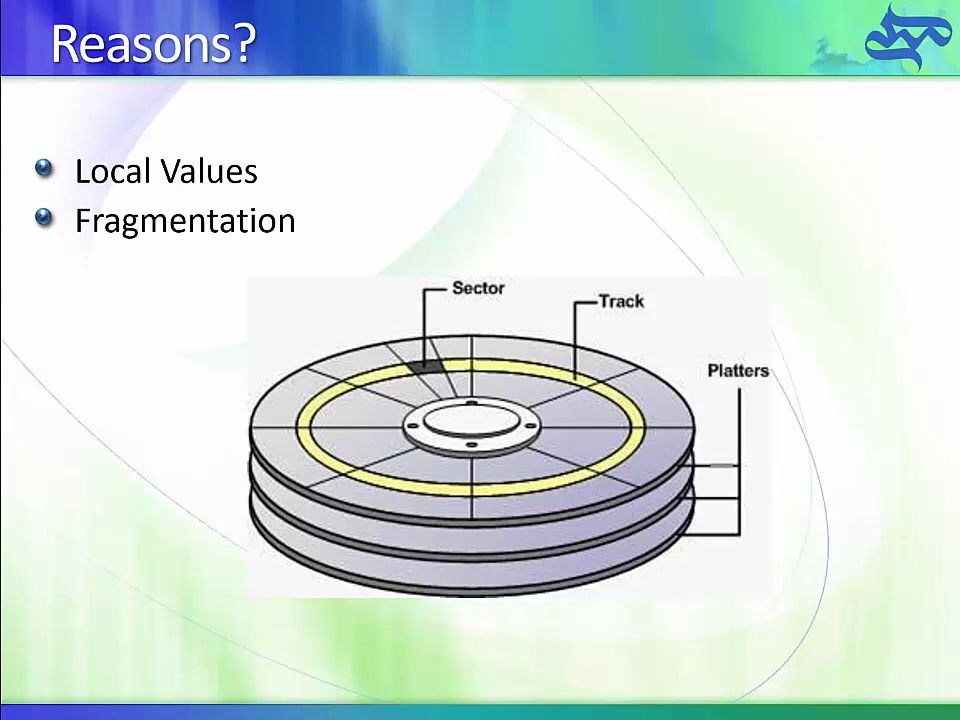 Reasons?
Local Values
Fragmentation
Sector
Track
Platters